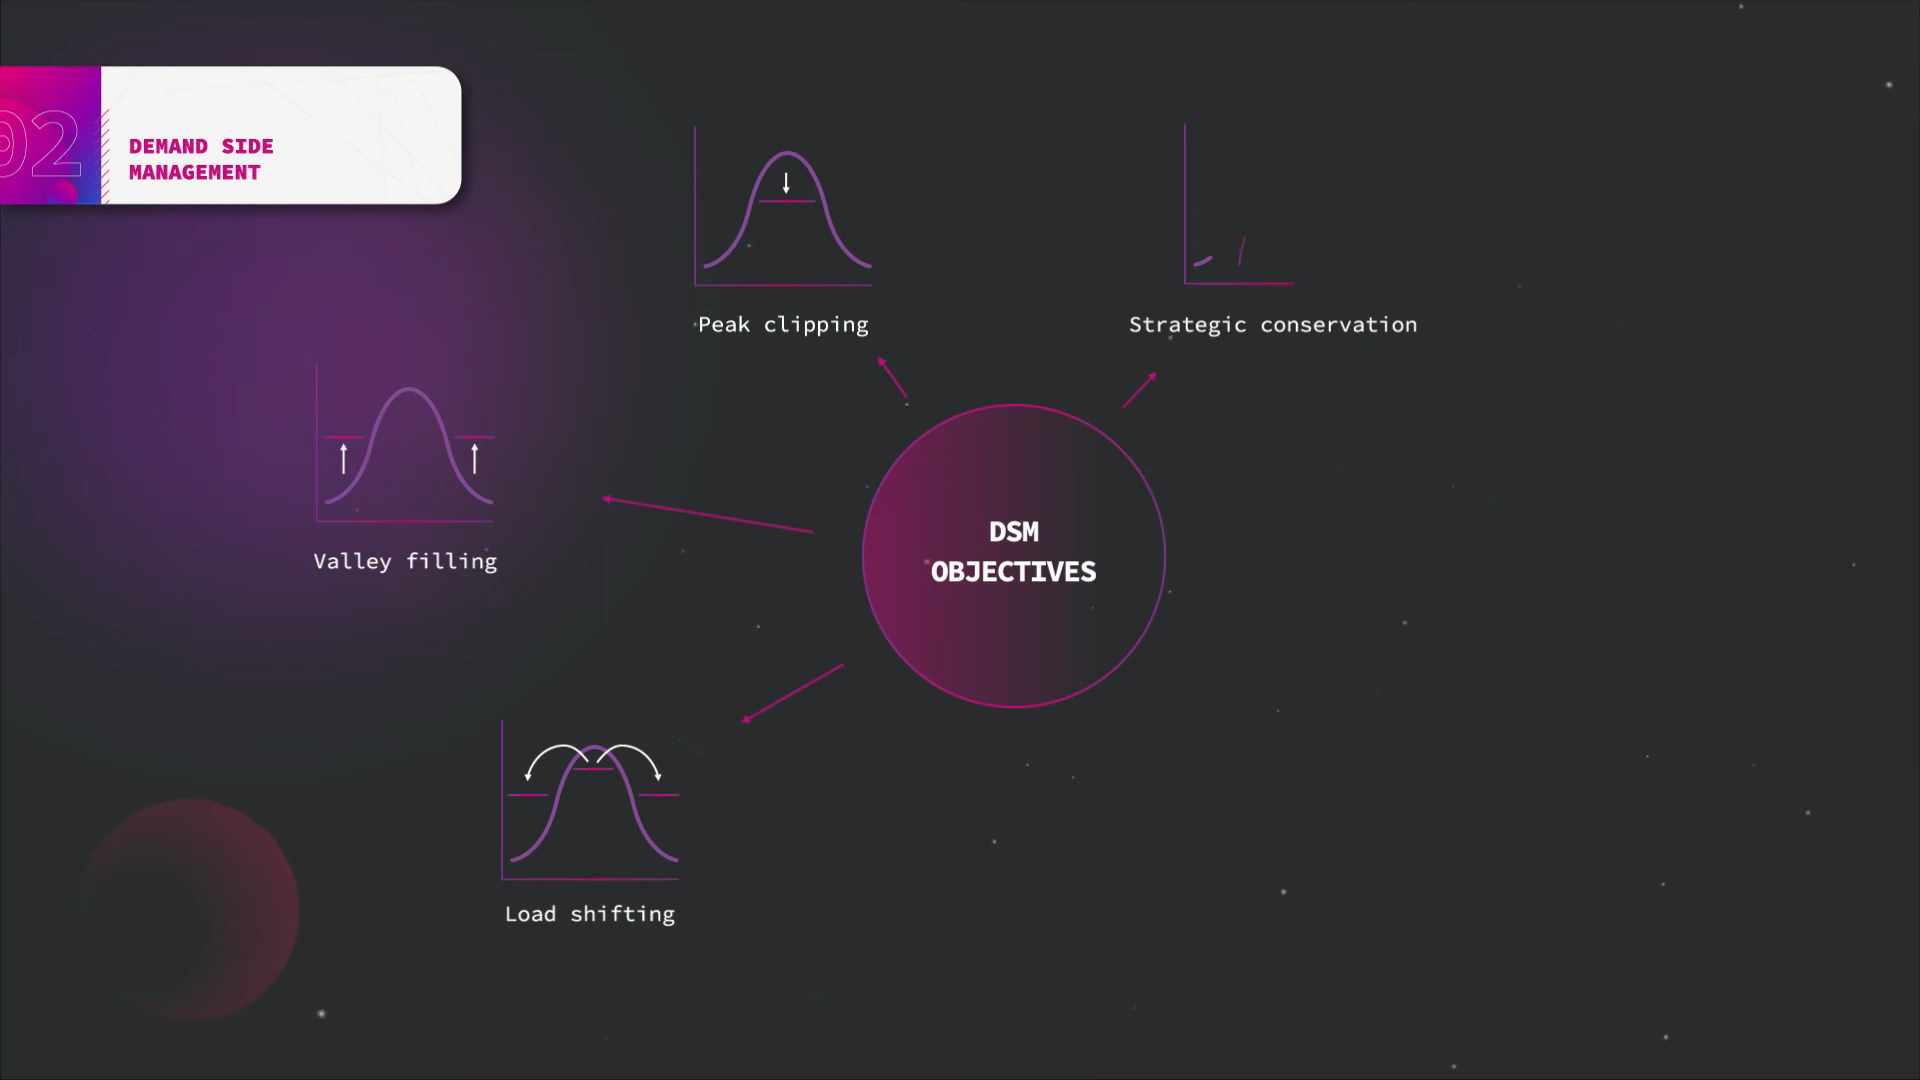 02
DEMAND SIDE
MANAGEMENT
Peak clipping
Strategic conservation
Valley filling
DSM
OBJECTIVES
Load shifting